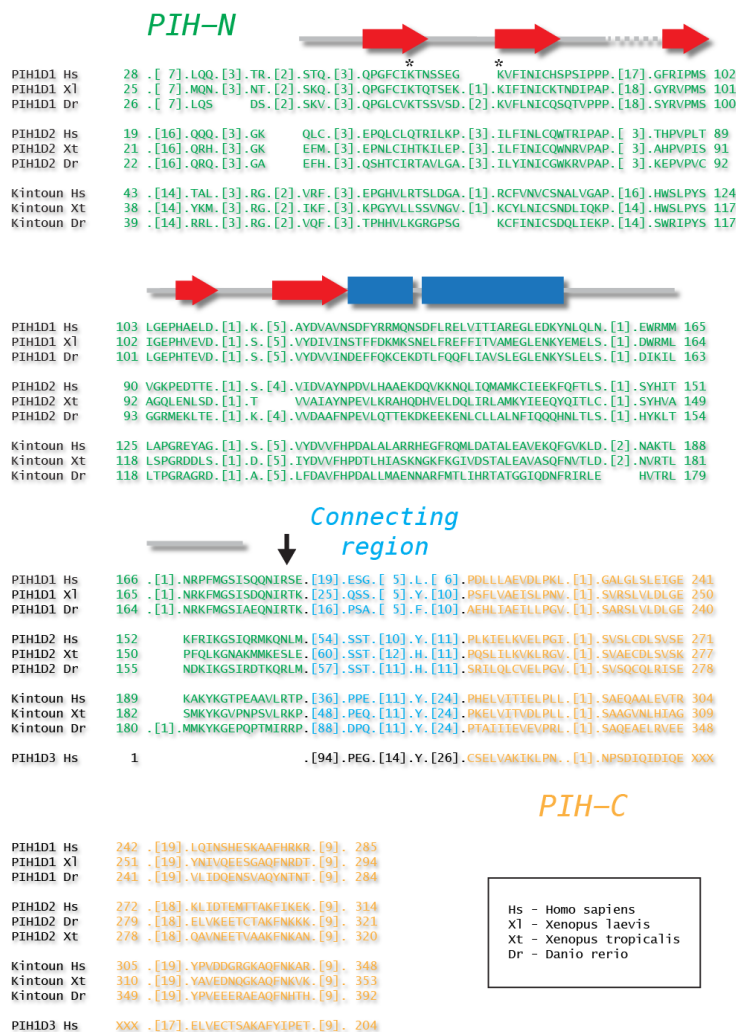 PIH-N
* *
PIH1D1 Hs 28 .[ 7].LQQ.[3].TR.[2].STQ.[3].QPGFCIKTNSSEG KVFINICHSPSIPPP.[17].GFRIPMS 102
PIH1D1 Xl 25 .[ 7].MQN.[3].NT.[2].SKQ.[3].QPGFCIKTQTSEK.[1].KIFINICKTNDIPAP.[18].GYRVPMS 101
PIH1D1 Dr 22 .[ 7].LQS DS.[2].SKV.[3].QPGLCVKTSSVSD.[2].KVFLNICQSQTVPPP.[18].SYRVPMS 100
PIH1D2 Hs 19 .[16].QQQ.[3].GK QLC.[3].EPQLCLQTRILKP.[3].ILFINLCQWTRIPAP.[ 3].THPVPLT 89
PIH1D2 Xt 21 .[16].QRH.[3].GK EFM.[3].EPNLCIHTKILEP.[3].ILFINICQWNRVPAP.[ 3].AHPVPIS 91
PIH1D2 Dr 22 .[16].QRQ.[3].GA EFH.[3].QSHTCIRTAVLGA.[3].ILYINICGWKRVPAP.[ 3].KEPVPVC 92
Kintoun Hs 43 .[14].TAL.[3].RG.[2].VRF.[3].EPGHVLRTSLDGA.[1].RCFVNVCSNALVGAP.[16].HWSLPYS 124
Kintoun Xt 38 .[14].YKM.[3].RG.[2].IKF.[3].KPGYVLLSSVNGV.[1].KCYLNICSNDLIQKP.[14].HWSLPYS 117
Kintoun Dr 39 .[14].RRL.[3].RG.[2].VQF.[3].TPHHVLKGRGPSG KCFINICSDQLIEKP.[14].SWRIPYS 117
PIH1D1 Hs 103 LGEPHAELD.[1].K.[5].AYDVAVNSDFYRRMQNSDFLRELVITIAREGLEDKYNLQLN.[1].EWRMM 165
PIH1D1 Xl 102 IGEPHVEVD.[1].S.[5].VYDIVINSTFFDKMKSNELFREFFITVAMEGLENKYEMELS.[1].DWRML 164
PIH1D1 Dr 101 LGEPHTEVD.[1].S.[5].VYDVVINDEFFQKCEKDTLFQQFLIAVSLEGLENKYSLELS.[1].DIKIL 163
PIH1D2 Hs 90 VGKPEDTTE.[1].S.[4].VIDVAYNPDVLHAAEKDQVKKNQLIQMAMKCIEEKFQFTLS.[1].SYHIT 151
PIH1D2 Xt 92 AGQLENLSD.[1].T VVAIAYNPEVLKRAHQDHVELDQLIRLAMKYIEEQYQITLC.[1].SYHVA 149
PIH1D2 Dr 93 GGRMEKLTE.[1].K.[4].VVDAAFNPEVLQTTEKDKEEKENLCLLALNFIQQQHNLTLS.[1].HYKLT 154
Kintoun Hs 125 LAPGREYAG.[1].S.[5].VYDVVFHPDALALARRHEGFRQMLDATALEAVEKQFGVKLD.[2].NAKTL 188
Kintoun Xt 118 LSPGRDDLS.[1].D.[5].IYDVVFHPDTLHIASKNGKFKGIVDSTALEAVASQFNVTLD.[2].NVRTL 181
Kintoun Dr 118 LTPGRAGRD.[1].A.[5].LFDAVFHPDALLMAENNARFMTLIHRTATGGIQDNFRIRLE HVTRL 179
Connecting
region
PIH1D1 Hs 166 .[1].NRPFMGSISQQNIRSE.[19].ESG.[ 5].L.[ 6].PDLLLAEVDLPKL.[1].GALGLSLEIGE 241
PIH1D1 Xl 165 .[1].NRKFMGSISDQNIRTK.[25].QSS.[ 5].Y.[10].PSFLVAEISLPNV.[1].SVRSLVLDLGE 250
PIH1D1 Dr 164 .[1].NRKFMGSIAEQNIRTK.[16].PSA.[ 5].F.[10].AEHLIAEILLPGV.[1].SARSLVLDLGE 240
PIH1D2 Hs 152 KFRIKGSIQRMKQNLM.[54].SST.[10].Y.[11].PLKIELKVELPGI.[1].SVSLCDLSVSE 271
PIH1D2 Xt 150 PFQLKGNAKMMKESLE.[60].SST.[12].H.[11].PQSLILKVKLRGV.[1].SVAECDLSVSK 277
PIH1D2 Dr 155 NDKIKGSIRDTKQRLM.[57].SST.[11].H.[11].SRILQLCVELPGV.[1].SVSQCQLRISE 278
Kintoun Hs 189 KAKYKGTPEAAVLRTP.[36].PPE.[11].Y.[24].PHELVITIELPLL.[1].SAEQAALEVTR 304
Kintoun Xt 182 SMKYKGVPNPSVLRKP.[48].PEQ.[11].Y.[24].PKELVITVDLPLL.[1].SAAGVNLHIAG 309
Kintoun Dr 180 .[1].MMKYKGEPQPTMIRRP.[88].DPQ.[11].Y.[24].PTAIIIEVEVPRL.[1].SAQEAELRVEE 348
PIH1D3 Hs 1 .[94].PEG.[14].Y.[26].CSELVAKIKLPN..[1].NPSDIQIDIQE XXX
PIH-C
PIH1D1 Hs 242 .[19].LQINSHESKAAFHRKR.[9]. 285
PIH1D1 Xl 251 .[19].YNIVQEESGAQFNRDT.[9]. 294
PIH1D1 Dr 241 .[19].VLIDQENSVAQYNTNT.[9]. 284
PIH1D2 Hs 272 .[18].KLIDTEMTTAKFIKEK.[9]. 314
PIH1D2 Dr 279 .[18].ELVKEETCTAKFNKKK.[9]. 321
PIH1D2 Xt 278 .[18].QAVNEETVAAKFNKAN.[9]. 320
Kintoun Hs 305 .[19].YPVDDGRGKAQFNKAR.[9]. 348
Kintoun Xt 310 .[19].YAVEDNQGKAQFNKVK.[9]. 353
Kintoun Dr 349 .[19].YPVEEERAEAQFNHTH.[9]. 392
PIH1D3 Hs XXX .[17].ELVECTSAKAFYIPET.[9]. 204
Hs - Homo sapiens
Xl - Xenopus laevis
Xt - Xenopus tropicalis
Dr - Danio rerio